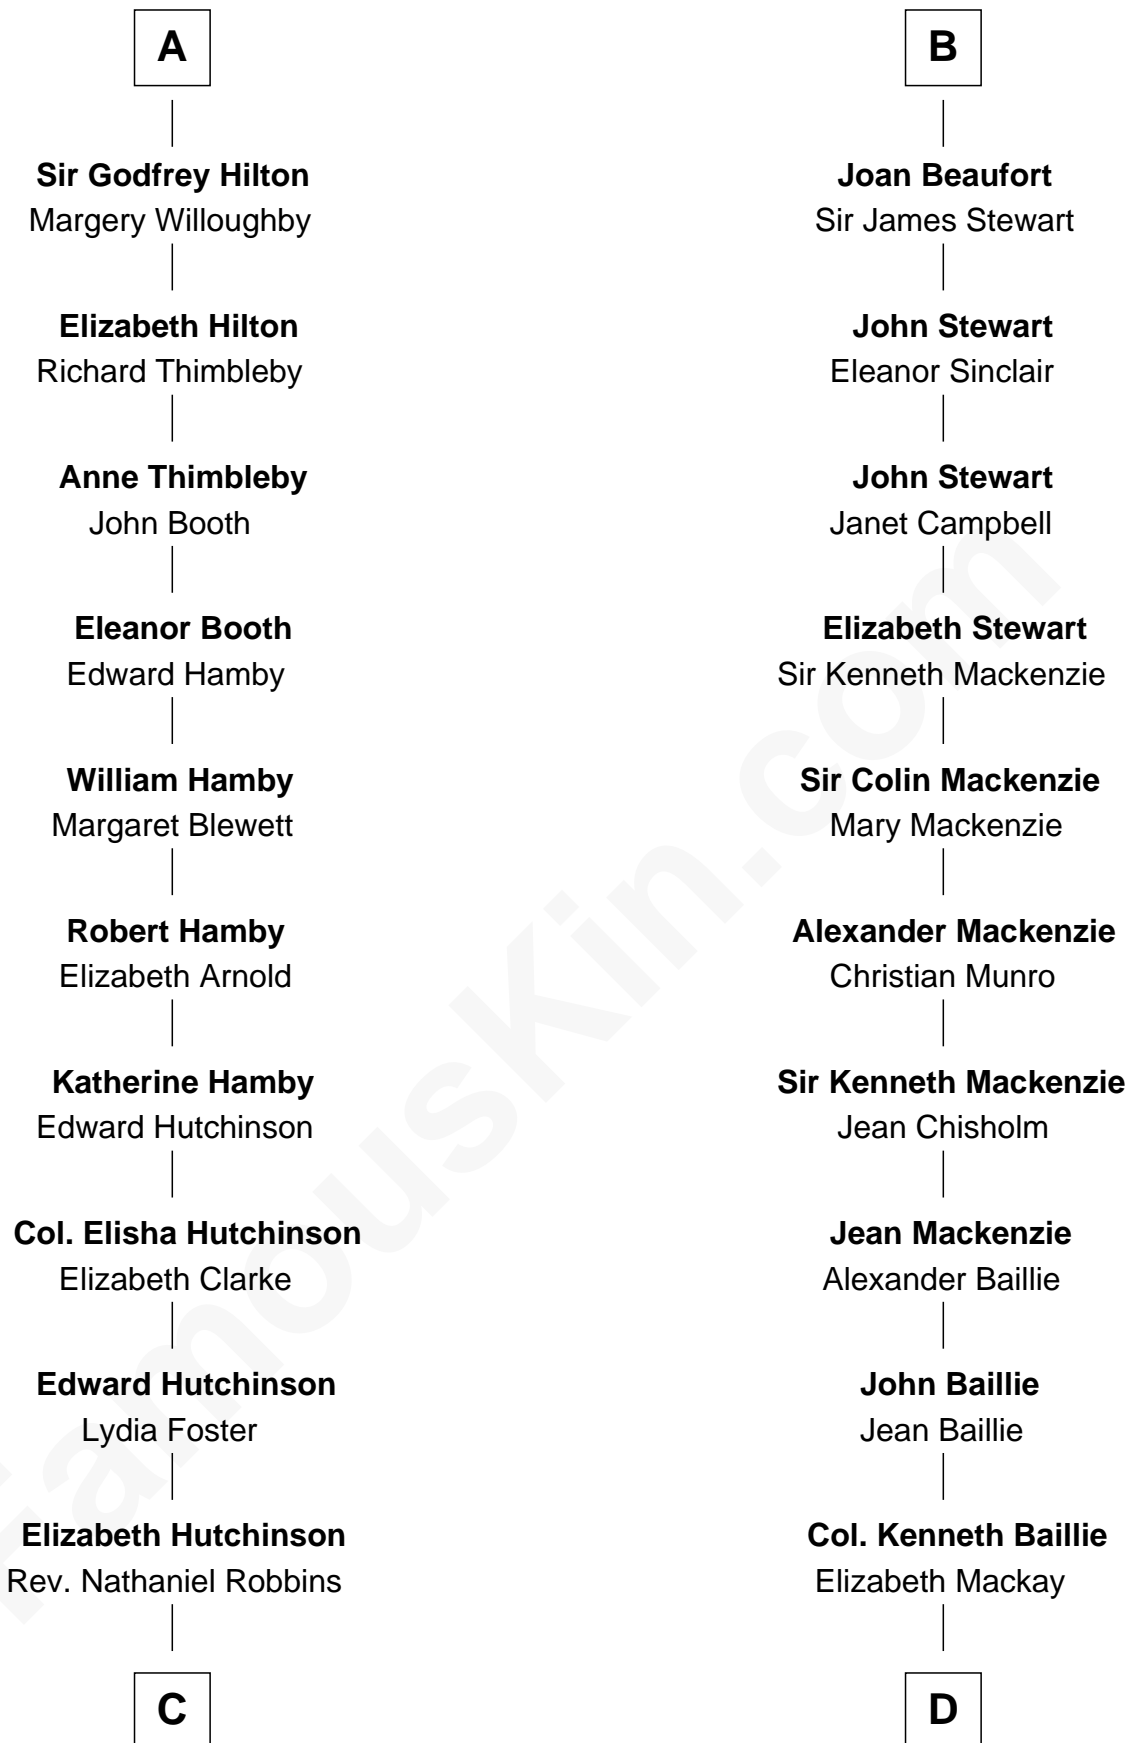 A
Sir Godfrey Hilton
Margery Willoughby
Elizabeth Hilton
Richard Thimbleby
Anne Thimbleby
John Booth
Eleanor Booth
Edward Hamby
William Hamby
Margaret Blewett
Robert Hamby
Elizabeth Arnold
Katherine Hamby
Edward Hutchinson
Col. Elisha Hutchinson
Elizabeth Clarke
Edward Hutchinson
Lydia Foster
Elizabeth Hutchinson
Rev. Nathaniel Robbins
C
B
Joan Beaufort
Sir James Stewart
John Stewart
Eleanor Sinclair
John Stewart
Janet Campbell
Elizabeth Stewart
Sir Kenneth Mackenzie
Sir Colin Mackenzie
Mary Mackenzie
Alexander Mackenzie
Christian Munro
Sir Kenneth Mackenzie
Jean Chisholm
Jean Mackenzie
Alexander Baillie
John Baillie
Jean Baillie
Col. Kenneth Baillie
Elizabeth Mackay
D
FamousKin.com